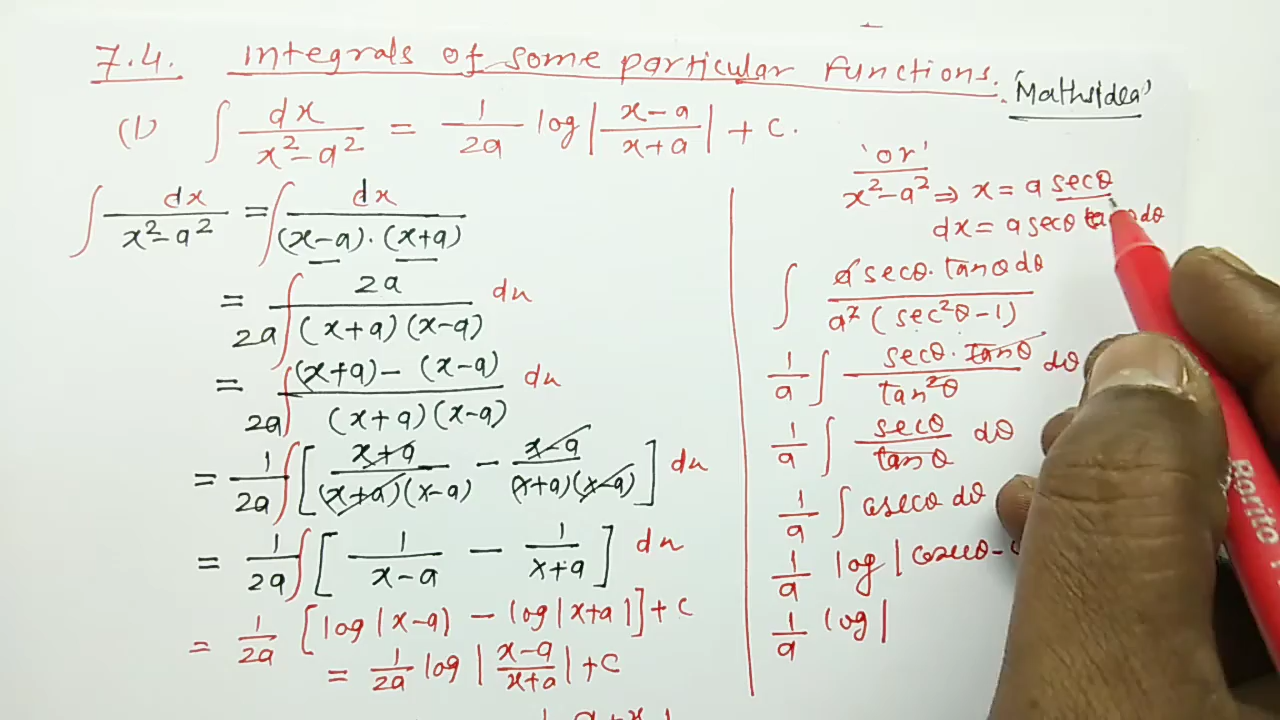 7.4. Integrals of some particular functions.
'Mathsidea'
(1) ∫ dx/(x²-a²) = 1/2a log|(x-a)/(x+a)| + c.
∫ dx/(x²-a²) = ∫ dx/((x-a).(x+a))
= 1/2a ∫ 2a/((x+a)(x-a)) dx
= 1/2a ∫ ((x+a)-(x-a))/((x+a)(x-a)) dx
= 1/2a ∫ [(x+a)/((x+a)(x-a)) - (x-a)/((x+a)(x-a))] dx
= 1/2a ∫ [1/(x-a) - 1/(x+a)] dx
= 1/2a [log|x-a) - log|x+a|] + c
= 1/2a log|(x-a)/(x+a)| + c
'or'
x²-a² ⇒ x = a secθ
dx = a secθ dθ
∫ a secθ. tanθ dθ/(a²(sec²θ-1))
1/a ∫ secθ. tanθ/tan²θ dθ
1/a ∫ secθ/tanθ dθ
1/a ∫ cosecθ dθ
1/a log|cosecθ-
1/a log|